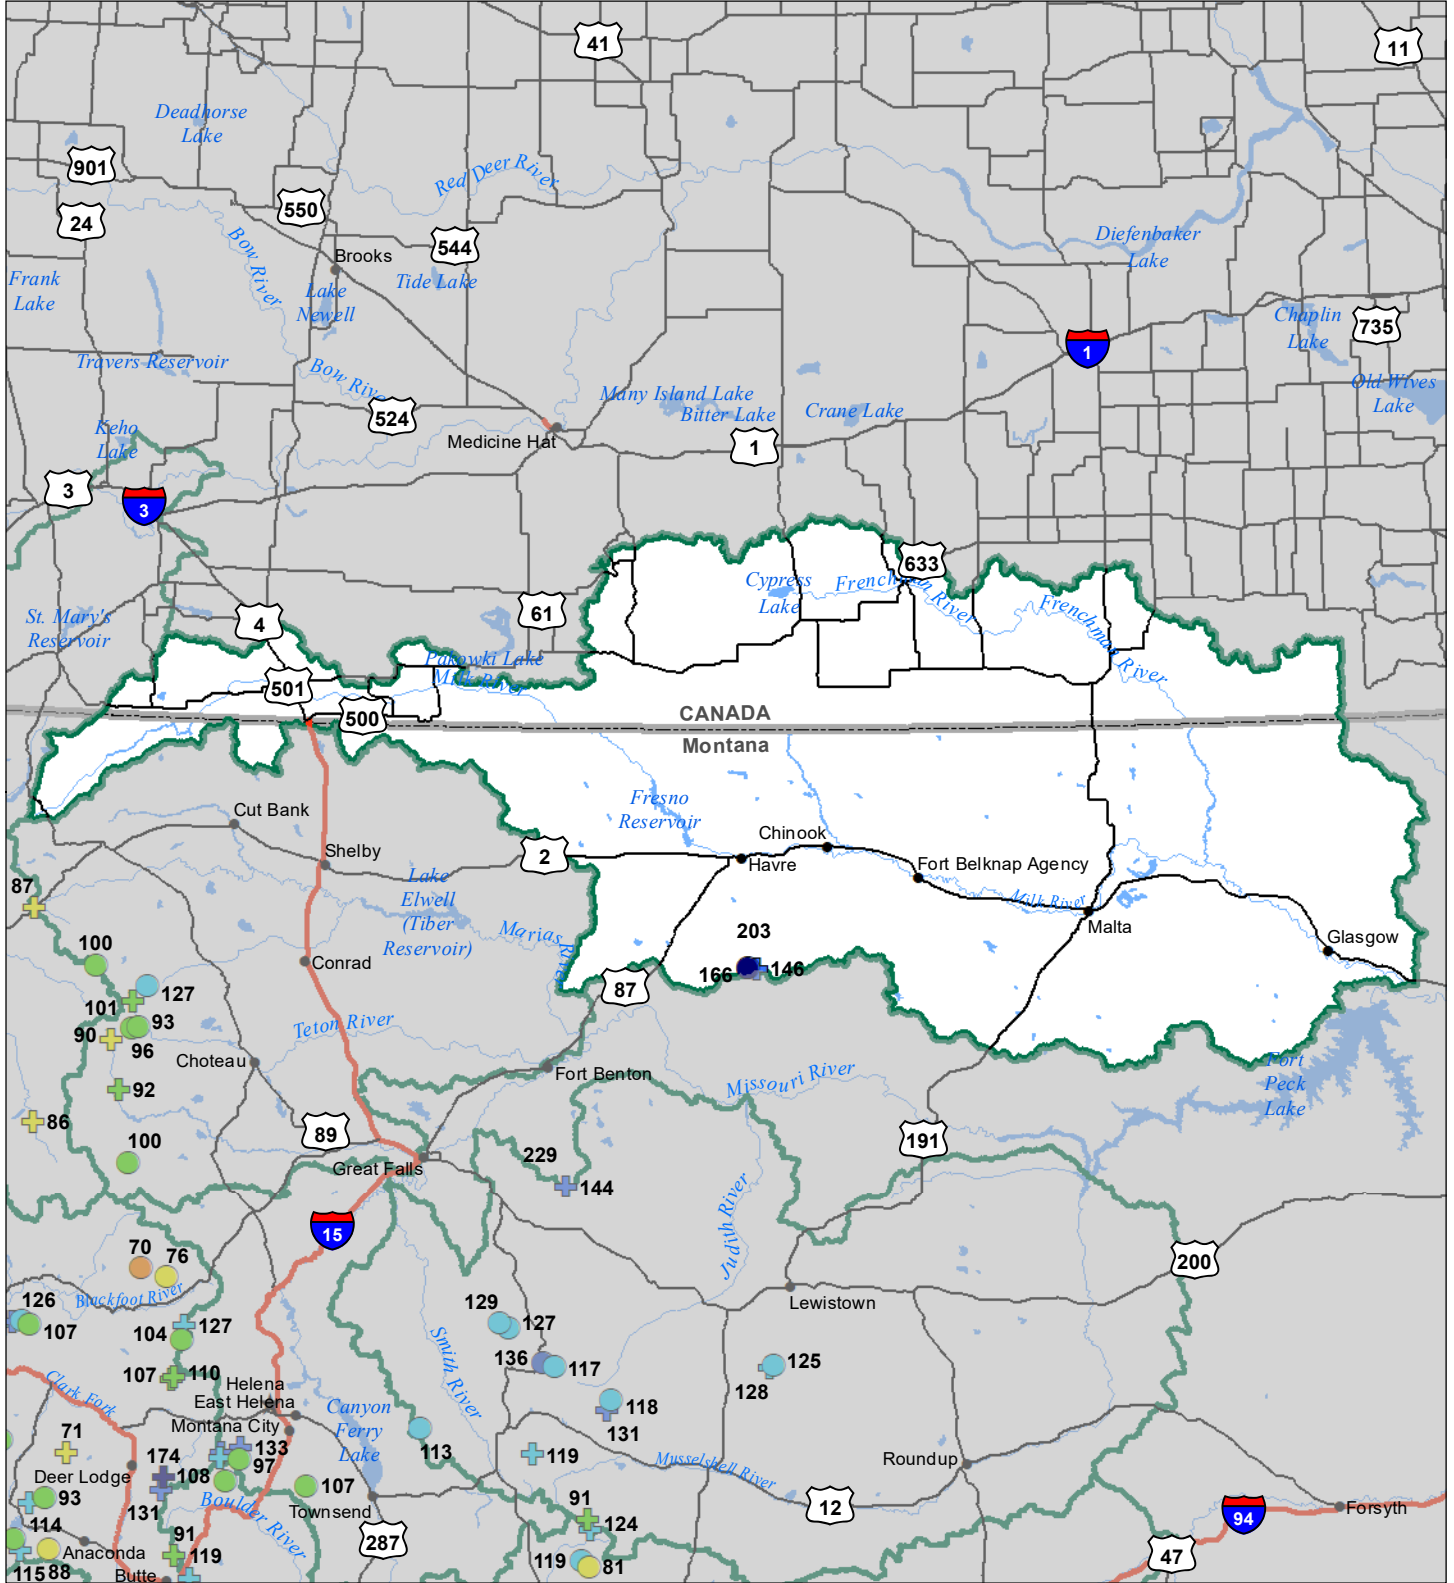 41
11
Deadhorse
Lake
901
Red Deer River
550
24
544
Bow River
Brooks
Diefenbaker
Lake
Frank
Lake
Tide Lake
Lake
Newell
Chaplin
Lake
735
1
Travers Reservoir
Bow River
Old Wives
Lake
Many Island Lake
Bitter Lake
Crane Lake
524
Keho
Lake
Medicine Hat
1
3
3
633
Cypress
Lake
Frenchman River
Frenchman River
St. Mary's
Reservoir
4
61
Pakowki Lake
Milk River
501
500
CANADA
Montana
Fresno
Reservoir
Cut Bank
Chinook
Shelby
2
Havre
Fort Belknap Agency
87
Lake
Elwell
(Tiber
Reservoir)
Milk River
Malta
Marias River
203
Glasgow
100
Conrad
166
146
127
87
101
93
90
96
Teton River
Choteau
Fort Benton
Missouri River
Fort
Peck
Lake
92
86
89
191
100
Great Falls
229
144
Judith River
15
200
70
76
Blackfoot River
Lewistown
126
107
127
104
129
127
Smith River
136
117
125
128
107
110
Clark Fork
Helena
East Helena
Montana City
Canyon
Ferry
Lake
118
131
113
71
133
119
174
97
108
Deer Lodge
Musselshell River
Roundup
93
107
131
Boulder River
Townsend
12
94
Forsyth
91
124
114
91
287
47
Anaconda
119
119
81
115
88
Butte